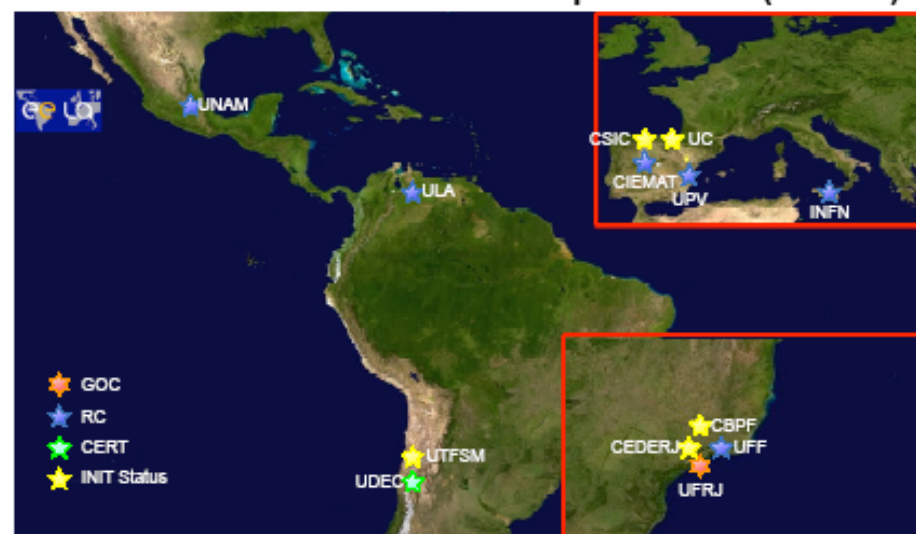 UNAM
ULA
CSIC
UC
CIEMAT
UPV
INFN
GOC
RC
CERT
INIT Status
UTFSM
UDEC
CBPF
CEDERJ
UFF
UFRJ